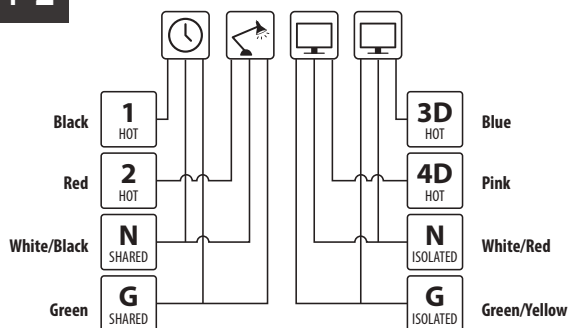 Black 1 HOT
Red 2 HOT
White/Black N SHARED
Green G SHARED
3D HOT Blue
4D HOT Pink
N ISOLATED White/Red
G ISOLATED Green/Yellow